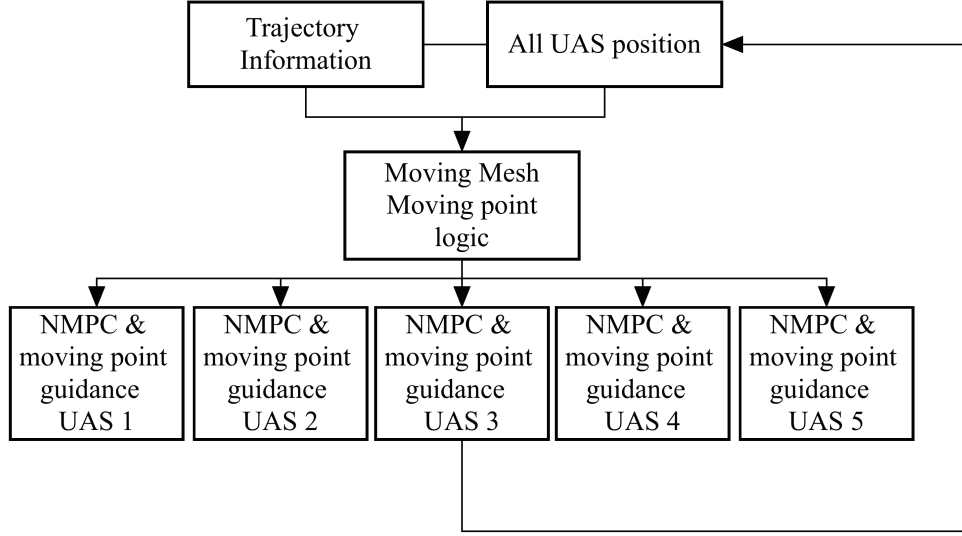 Trajectory
Information
All UAS position
Moving Mesh
Moving point
logic
NMPC &
moving point
guidance
UAS 1
NMPC &
moving point
guidance
UAS 2
NMPC &
moving point
guidance
UAS 3
NMPC &
moving point
guidance
UAS 4
NMPC &
moving point
guidance
UAS 5